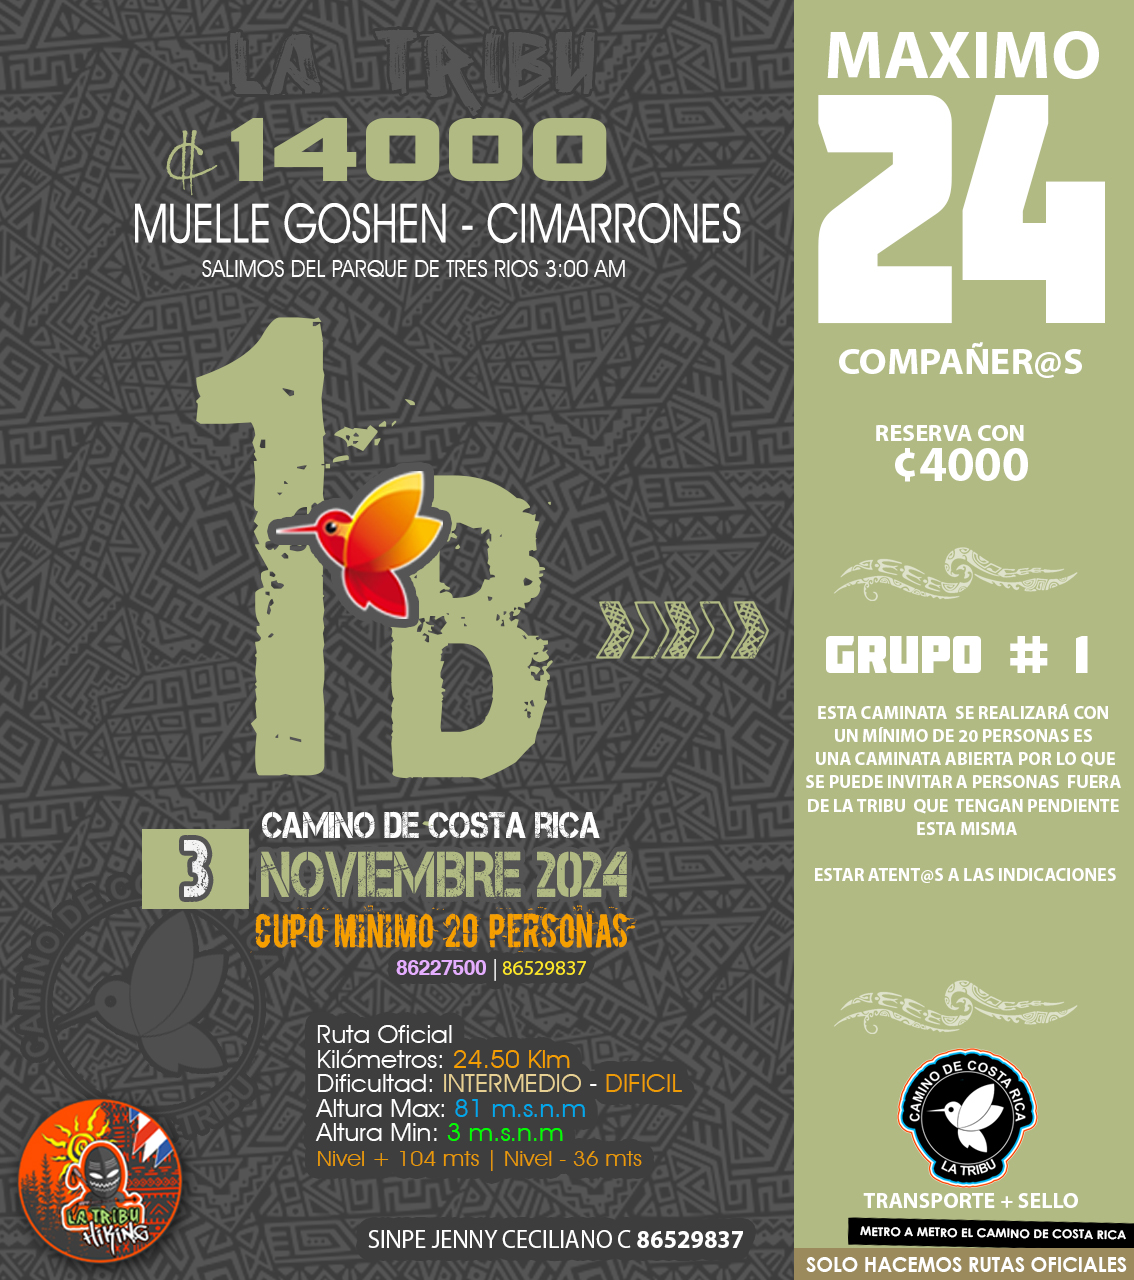 LA TRIBU
₡14000
MUELLE GOSHEN - CIMARRONES
SALIMOS DEL PARQUE DE TRES RIOS 3:00 AM
1B
3
CAMINO DE COSTA RICA
NOVIEMBRE 2024
CUPO MINIMO 20 PERSONAS
86227500 | 86529837
CAMINO
Ruta Oficial
Kilómetros: 24.50 Klm
Dificultad: INTERMEDIO - DIFICIL
Altura Max: 81 m.s.n.m
Altura Min: 3 m.s.n.m
Nivel + 104 mts | Nivel - 36 mts
LA TRIBU
HIKING
SINPE JENNY CECILIANO C 86529837
MAXIMO
24
COMPAÑER@S
RESERVA CON
¢4000
GRUPO # 1
ESTA CAMINATA SE REALIZARÁ CON
UN MÍNIMO DE 20 PERSONAS ES
UNA CAMINATA ABIERTA POR LO QUE
SE PUEDE INVITAR A PERSONAS FUERA
DE LA TRIBU QUE TENGAN PENDIENTE
ESTA MISMA
ESTAR ATENT@S A LAS INDICACIONES
CAMINO DE COSTA RICA
LA TRIBU
TRANSPORTE + SELLO
METRO A METRO EL CAMINO DE COSTA RICA
SOLO HACEMOS RUTAS OFICIALES